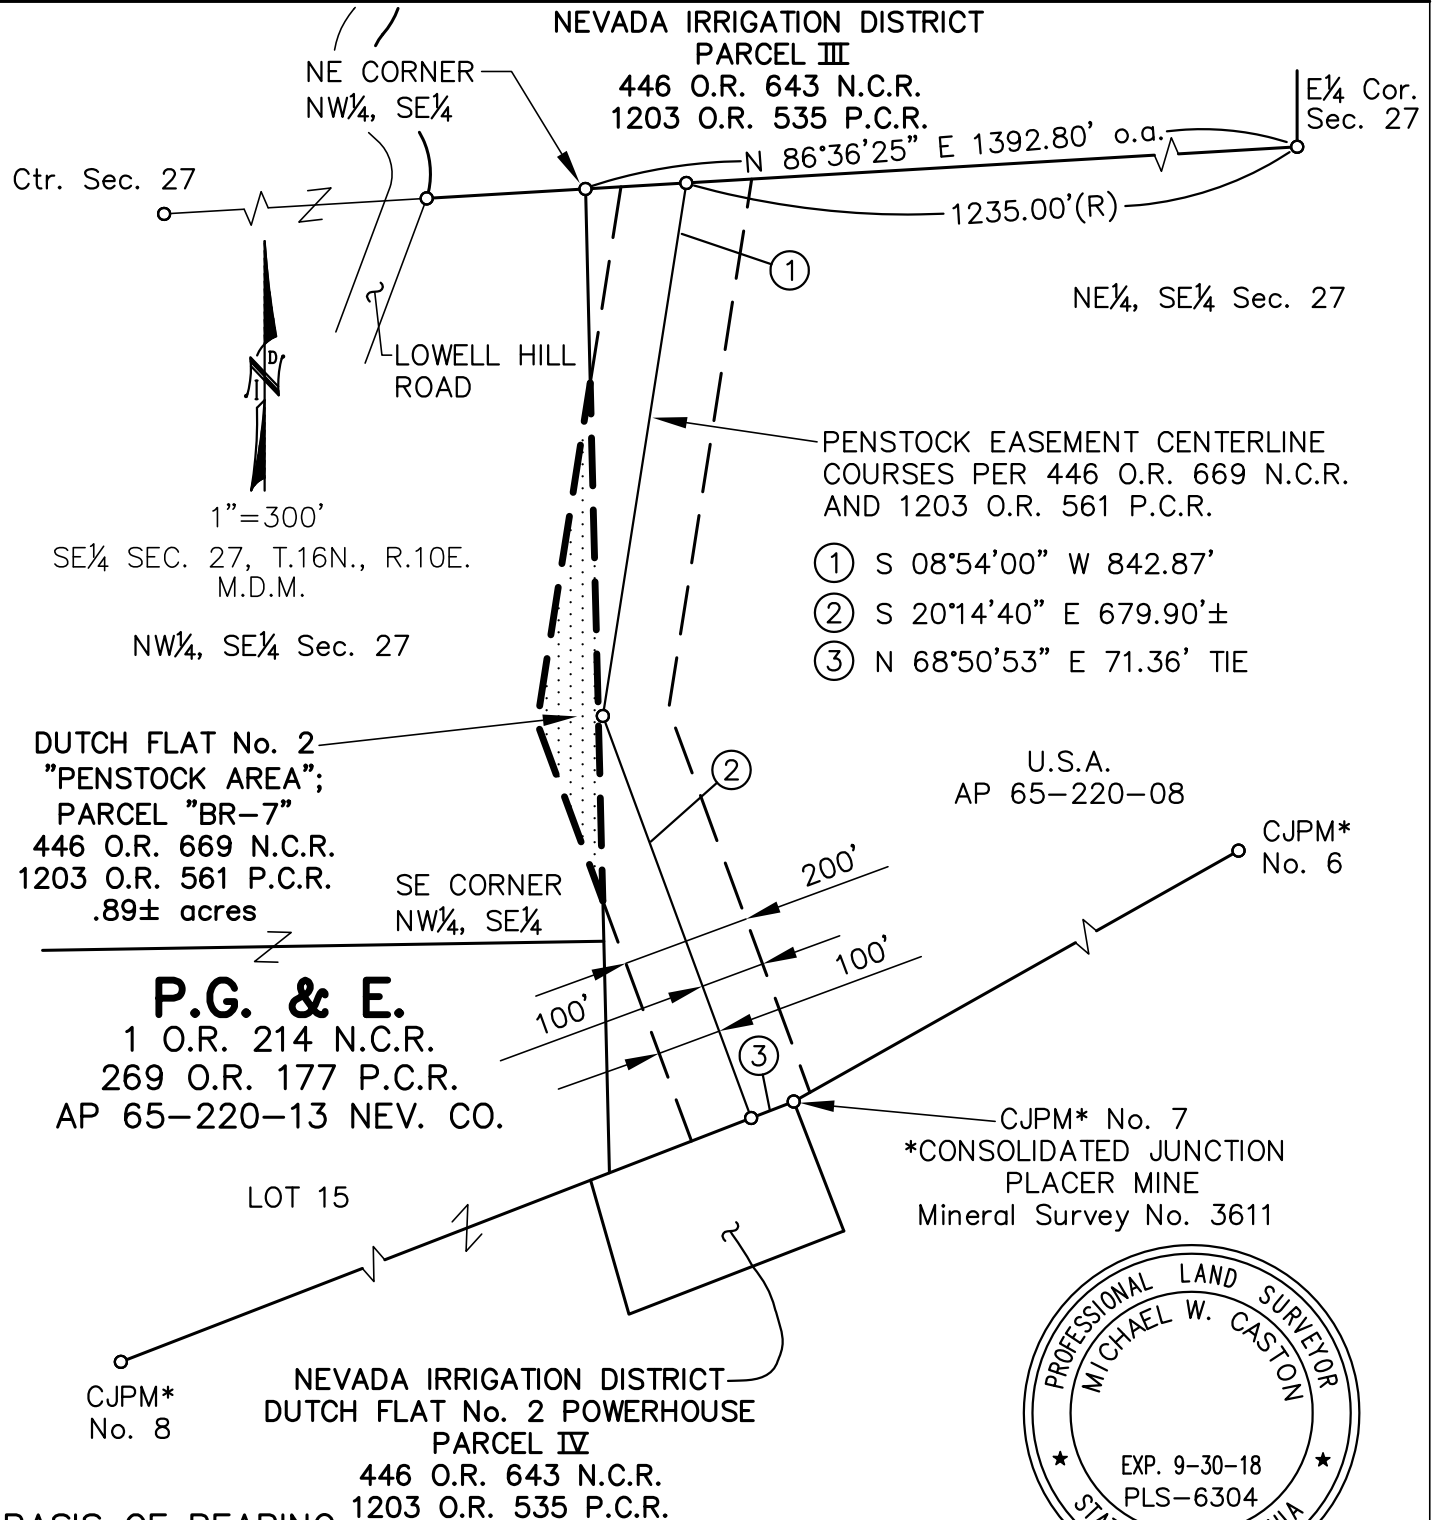 NEVADA IRRIGATION DISTRICT
PARCEL III
446 O.R. 643 N.C.R.
1203 O.R. 535 P.C.R.
NE CORNER
NW¼, SE¼
E¼ Cor.
Sec. 27
N 86°36'25" E 1392.80' o.a.
Ctr. Sec. 27
1235.00'(R)
1
NE¼, SE¼ Sec. 27
LOWELL HILL
ROAD
N
I
D
1"=300'
SE¼ SEC. 27, T.16N., R.10E.
M.D.M.
NW¼, SE¼ Sec. 27
PENSTOCK EASEMENT CENTERLINE
COURSES PER 446 O.R. 669 N.C.R.
AND 1203 O.R. 561 P.C.R.
1 S 08°54'00" W 842.87'
2 S 20°14'40" E 679.90'±
3 N 68°50'53" E 71.36' TIE
DUTCH FLAT No. 2
"PENSTOCK AREA";
PARCEL "BR-7"
446 O.R. 669 N.C.R.
1203 O.R. 561 P.C.R.
.89± acres
2
U.S.A.
AP 65-220-08
CJPM*
No. 6
SE CORNER
NW¼, SE¼
200'
100'
100'
3
P.G. & E.
1 O.R. 214 N.C.R.
269 O.R. 177 P.C.R.
AP 65-220-13 NEV. CO.
CJPM* No. 7
*CONSOLIDATED JUNCTION
PLACER MINE
Mineral Survey No. 3611
LOT 15
CJPM*
No. 8
NEVADA IRRIGATION DISTRICT
DUTCH FLAT No. 2 POWERHOUSE
PARCEL IV
446 O.R. 643 N.C.R.
1203 O.R. 535 P.C.R.
PROFESSIONAL LAND SURVEYOR
MICHAEL W. CASTON
EXP. 9-30-18
PLS-6304
BASIS OF BEARING